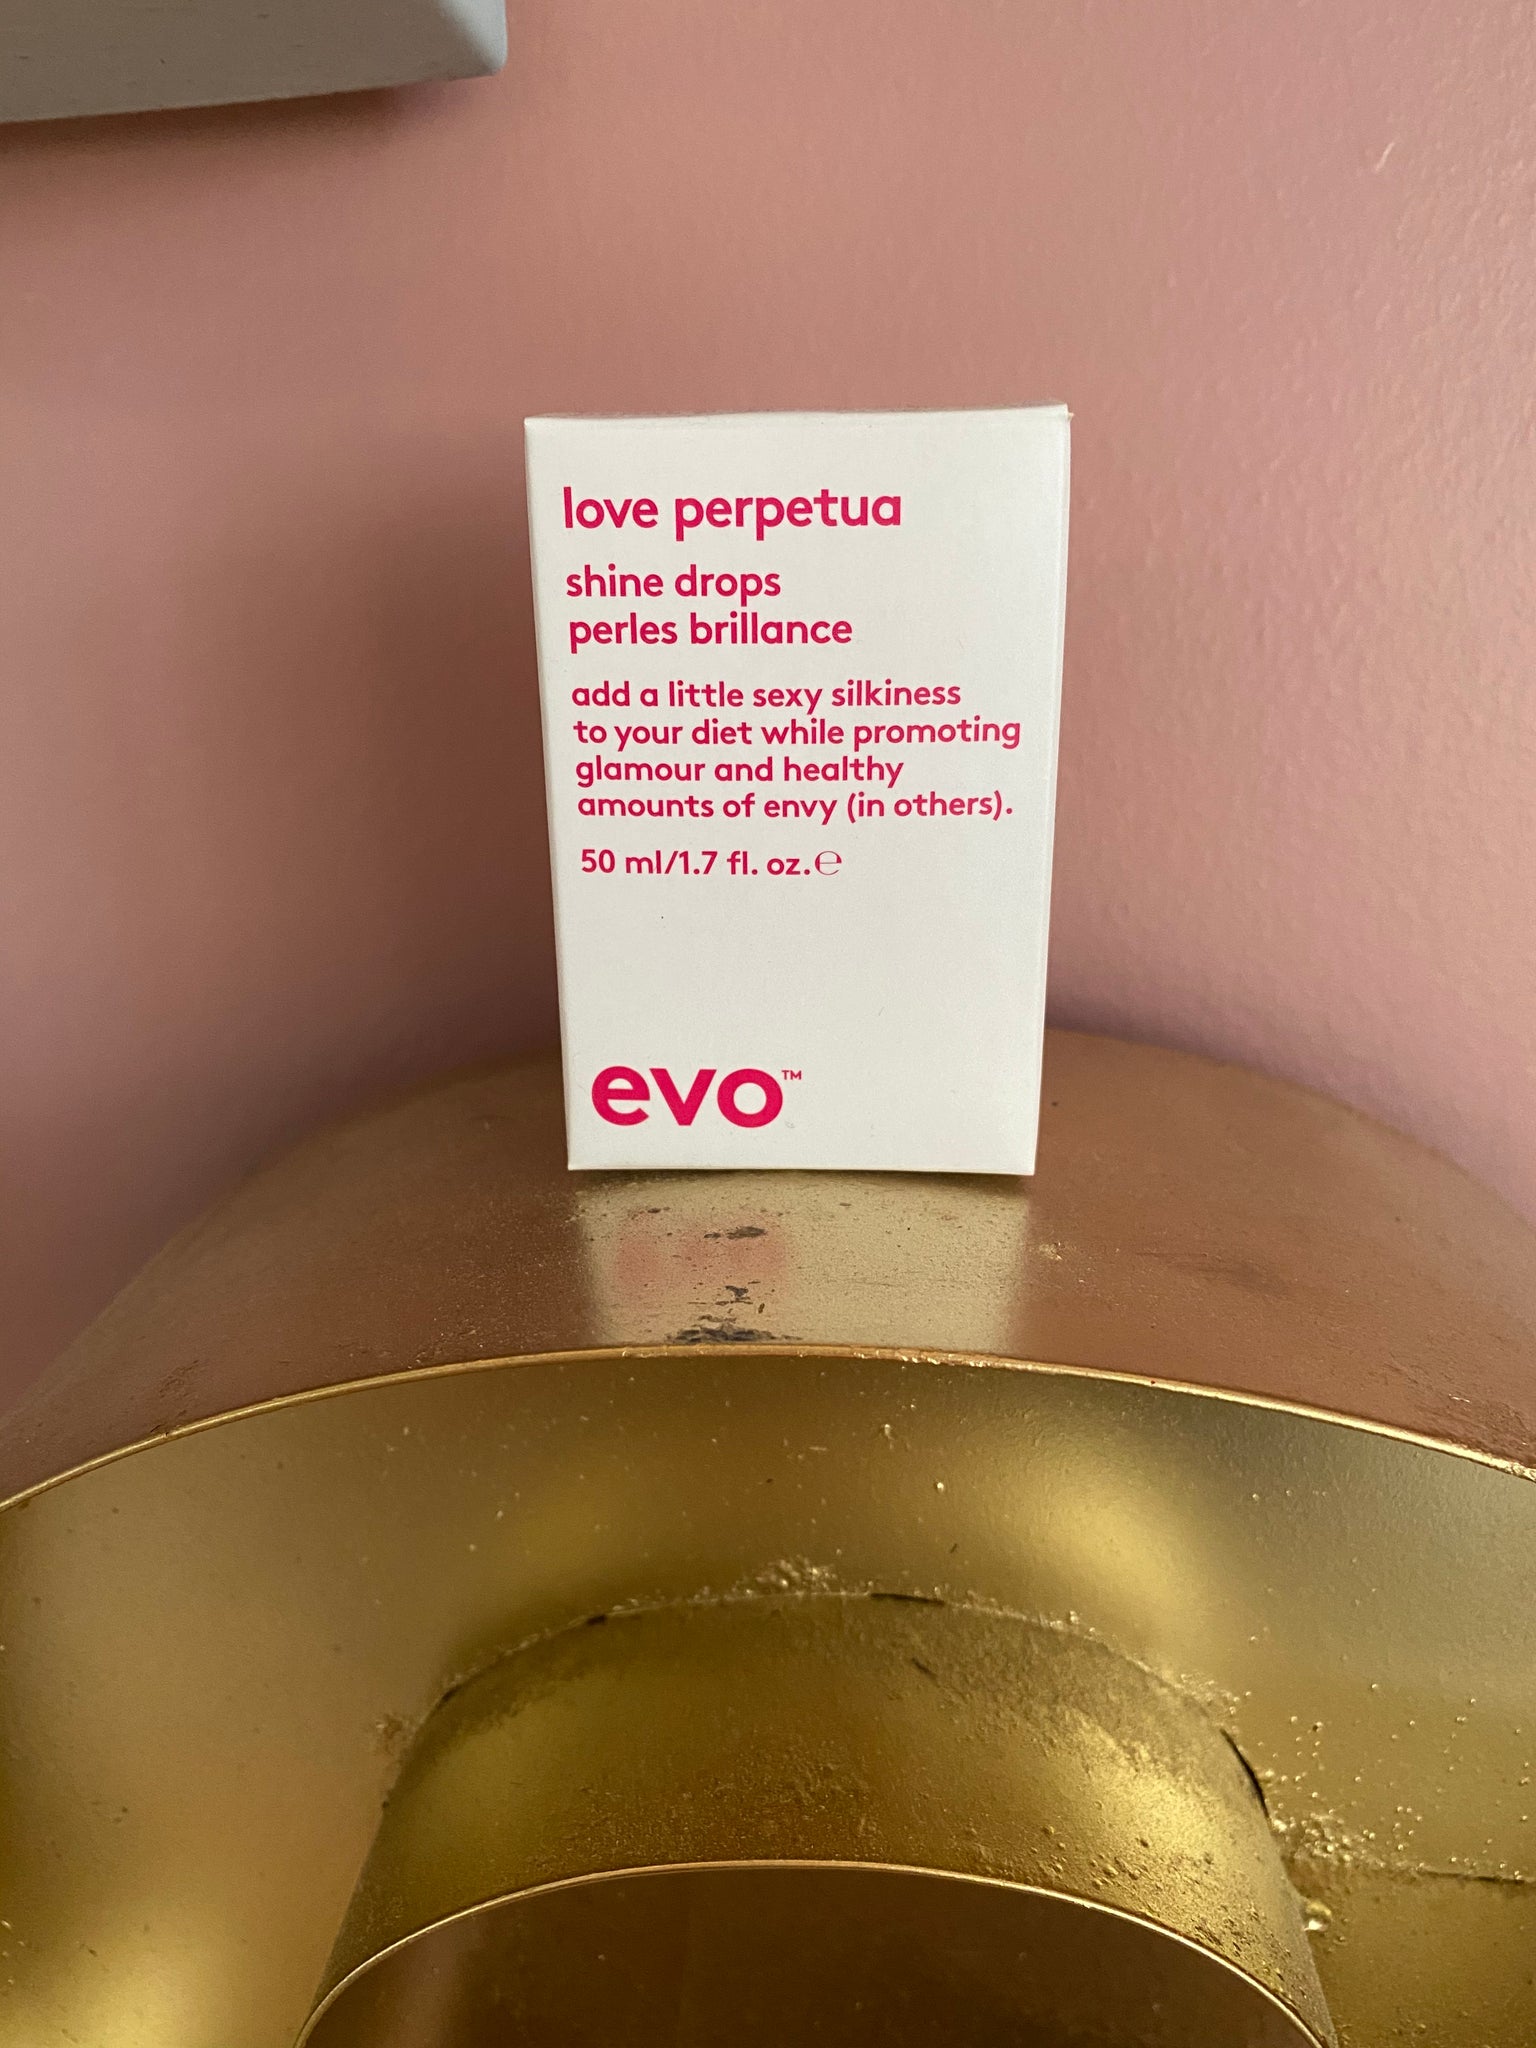 love perpetua
shine drops
perles brillance
add a little sexy silkiness
to your diet while promoting
glamour and healthy
amounts of envy (in others).
50 ml/1.7 fl. oz.℮
evo™